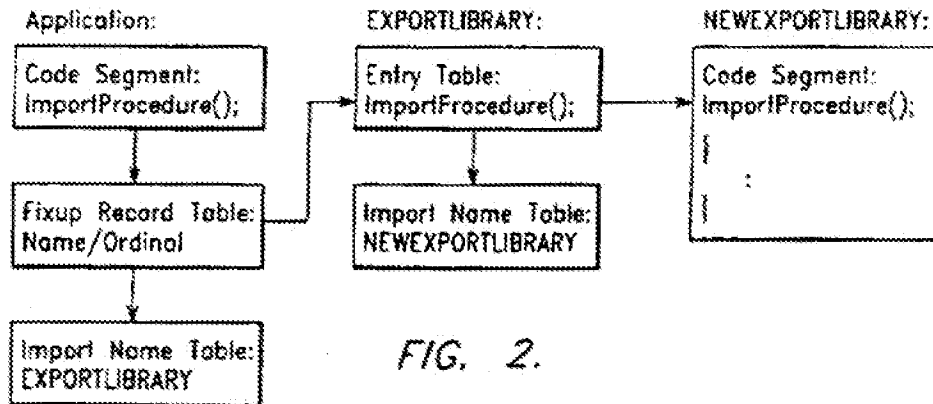 Application:
Code Segment:
ImportProcedure();
Fixup Record Table:
Name/Ordinal
Import Name Table:
EXPORTLIBRARY
EXPORTLIBRARY:
Entry Table:
ImportProcedure();
Import Name Table:
NEWEXPORTLIBRARY
NEWEXPORTLIBRARY:
Code Segment:
ImportProcedure();
{
:
}
FIG. 2.